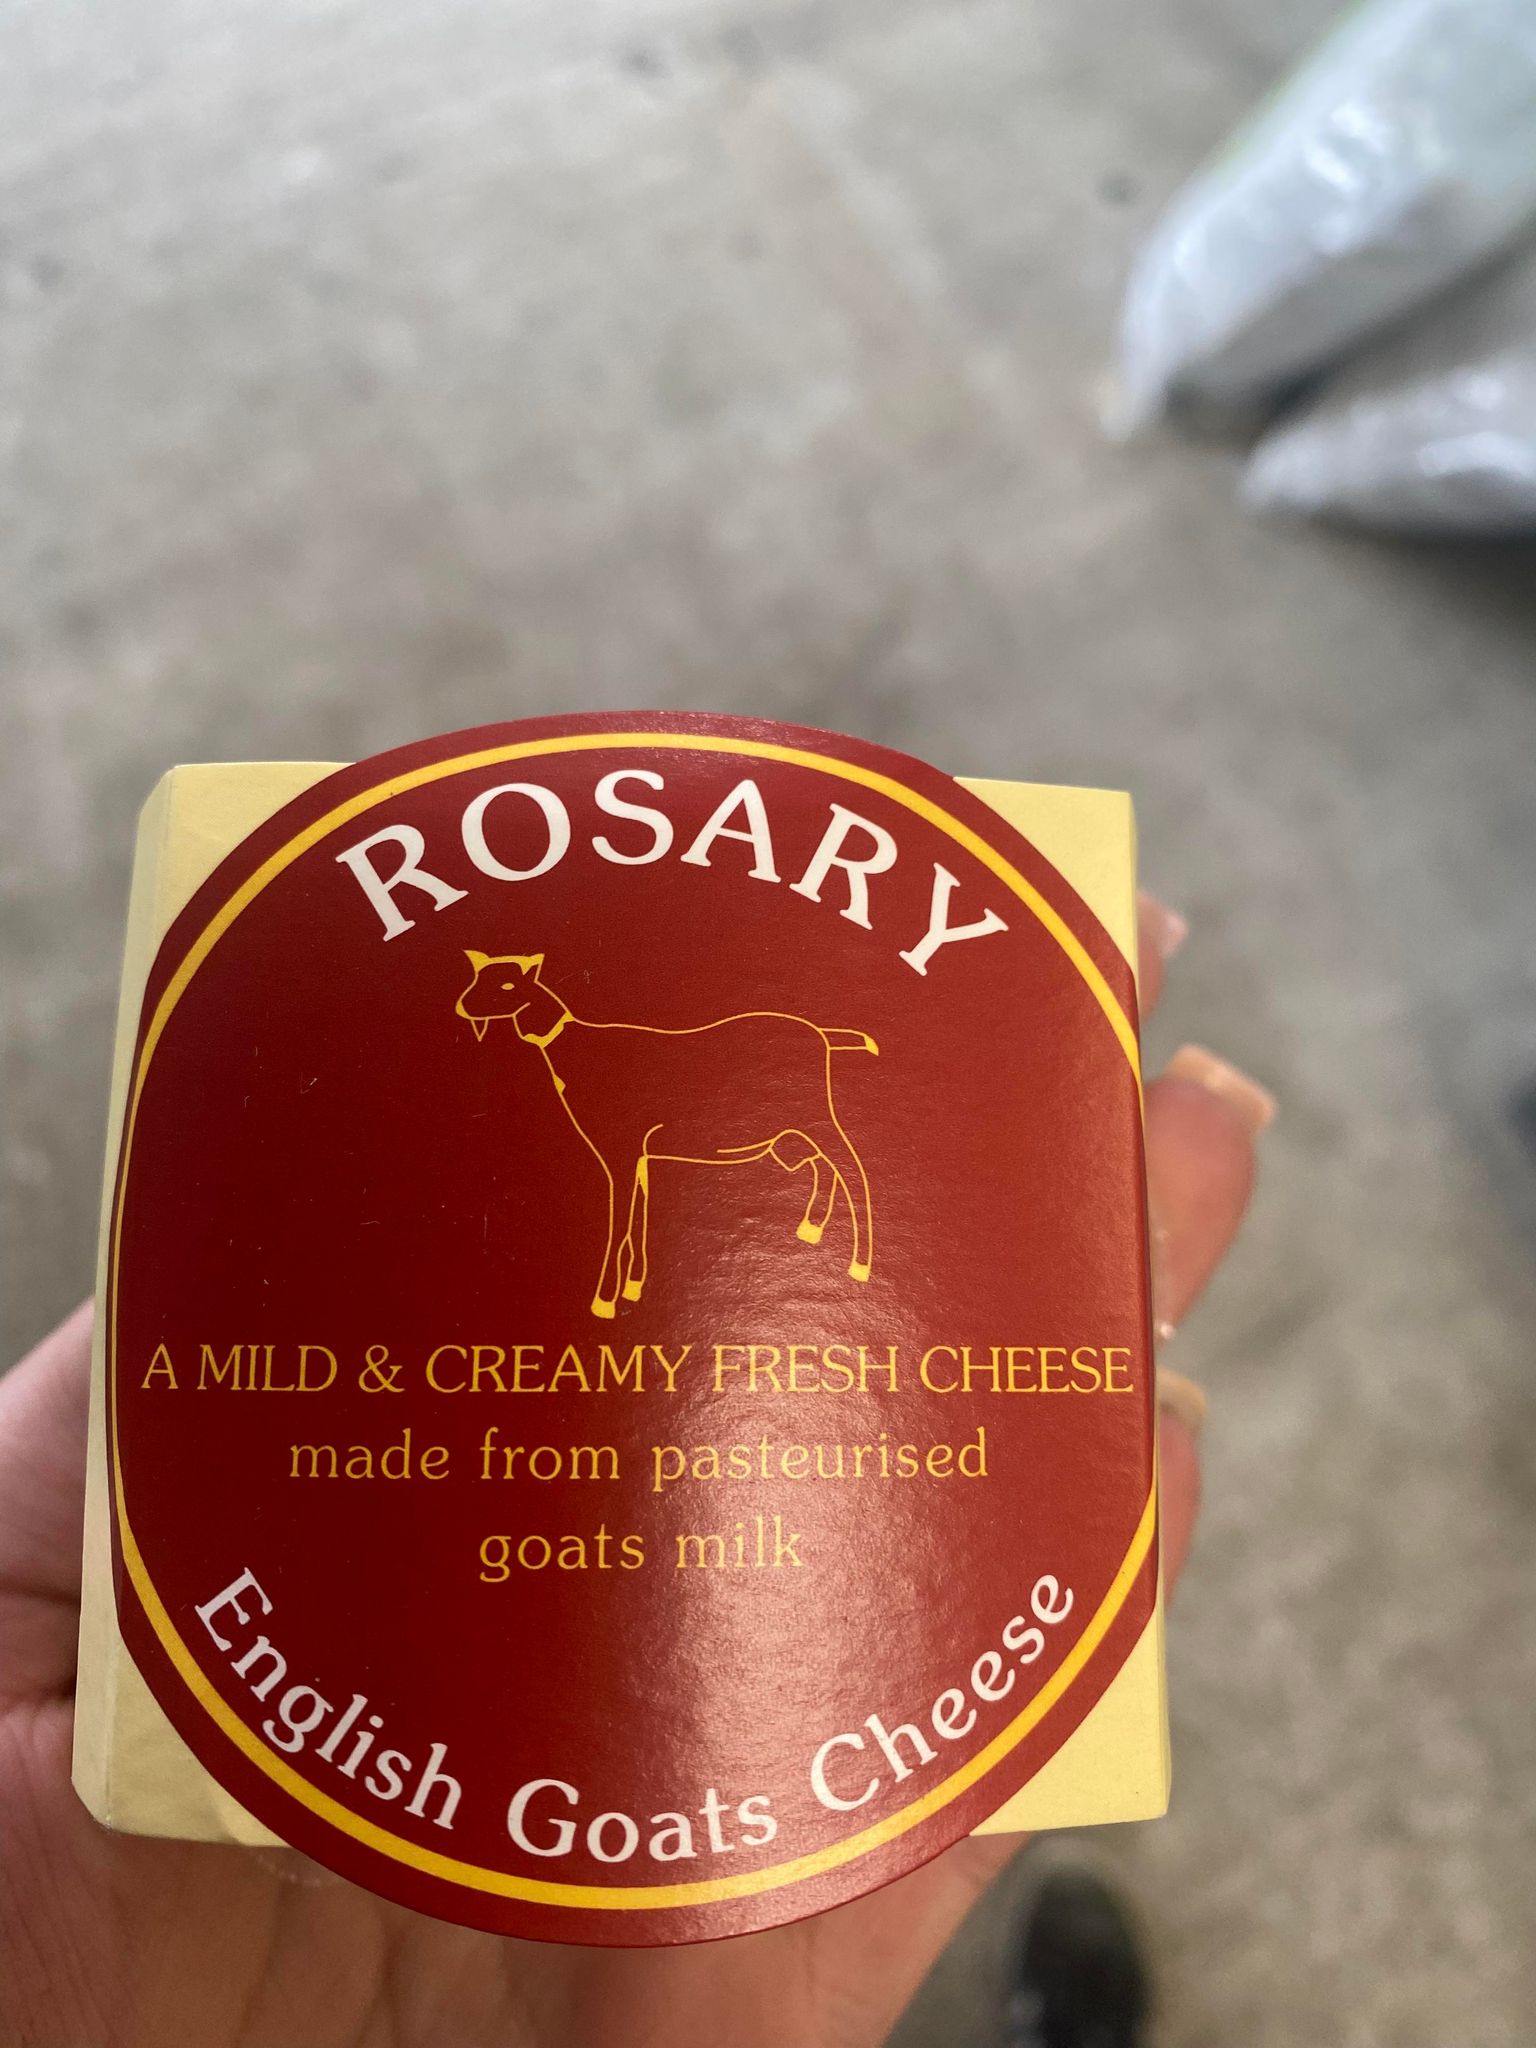 ROSARY
A MILD & CREAMY FRESH CHEESE
made from pasteurised
goats milk
English Goats Cheese